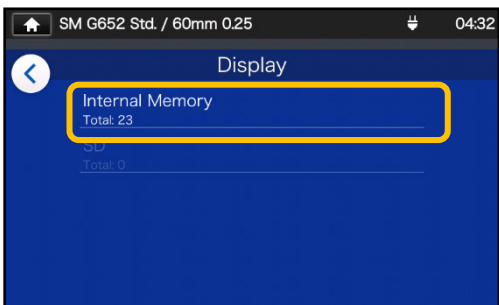 SM G652 Std. / 60mm 0.25 04:32
Display
Internal Memory
Total: 23
SD
Total: 0